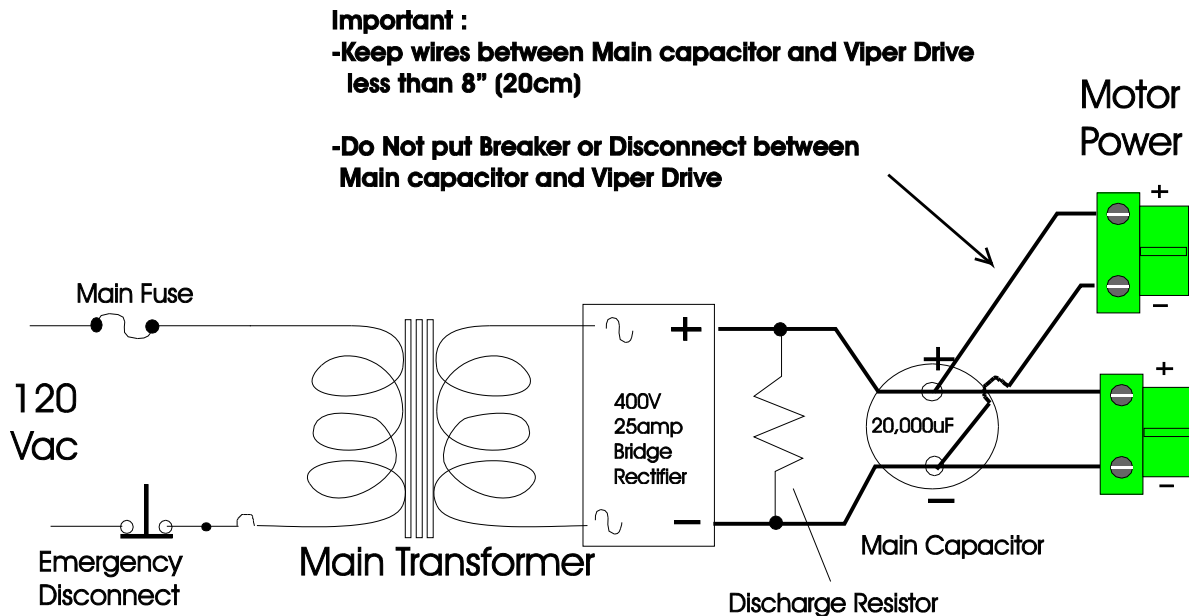 Important :
-Keep wires between Main capacitor and Viper Drive
less than 8" (20cm)
-Do Not put Breaker or Disconnect between
Main capacitor and Viper Drive
Motor
Power
+
−
Main Fuse
120
Vac
Emergency
Disconnect
Main Transformer
+
400V
25amp
Bridge
Rectifier
−
+
20,000uF
−
Main Capacitor
Discharge Resistor
+
−